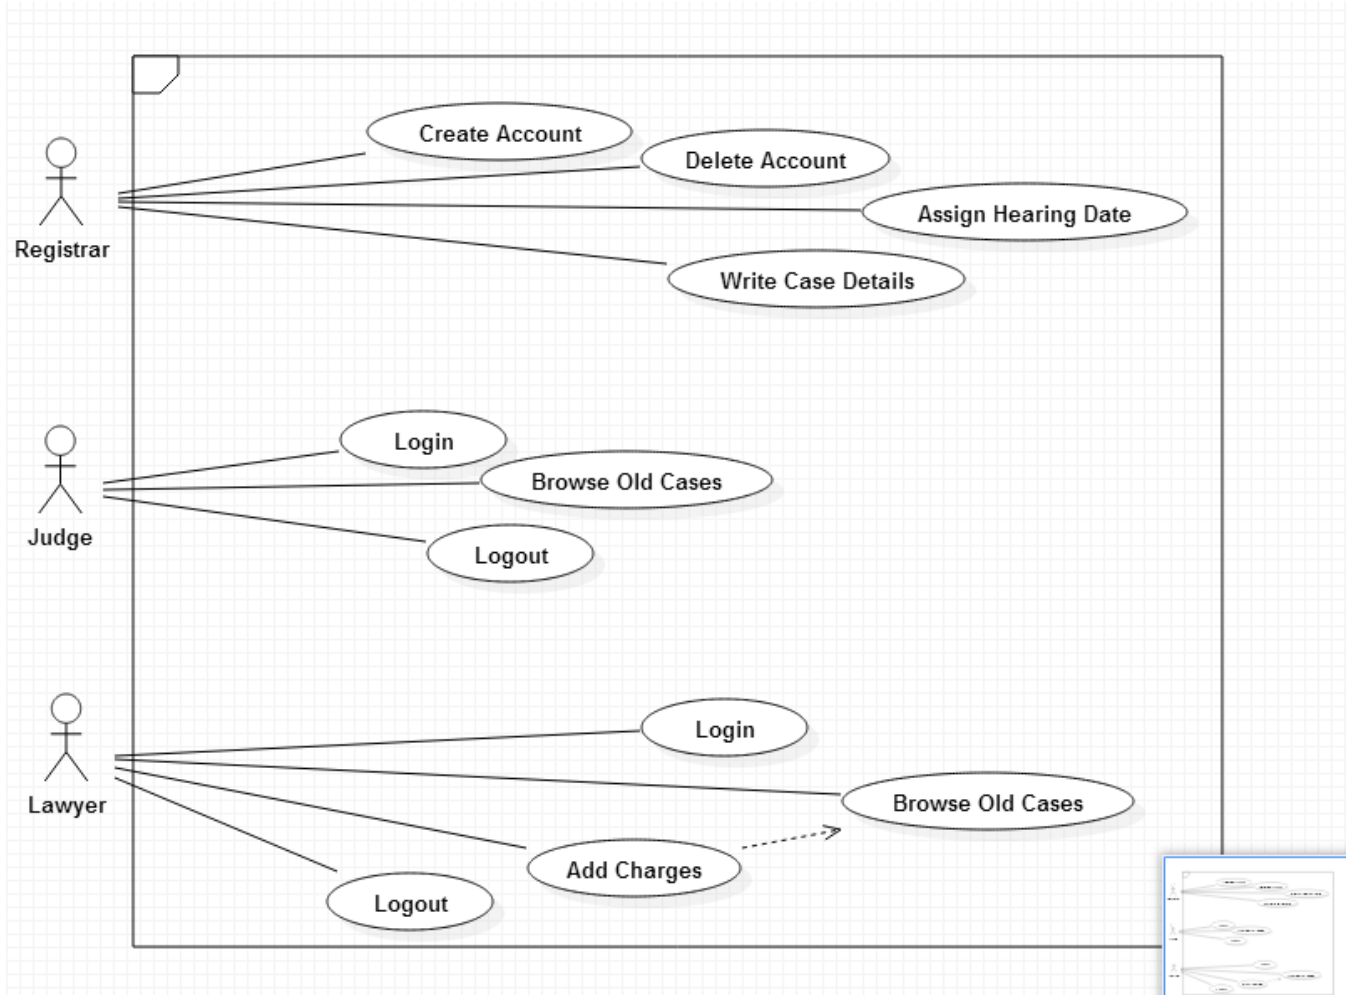 Create Account
Delete Account
Assign Hearing Date
Registrar
Write Case Details
Login
Browse Old Cases
Judge
Logout
Login
Browse Old Cases
Lawyer
Add Charges
Logout